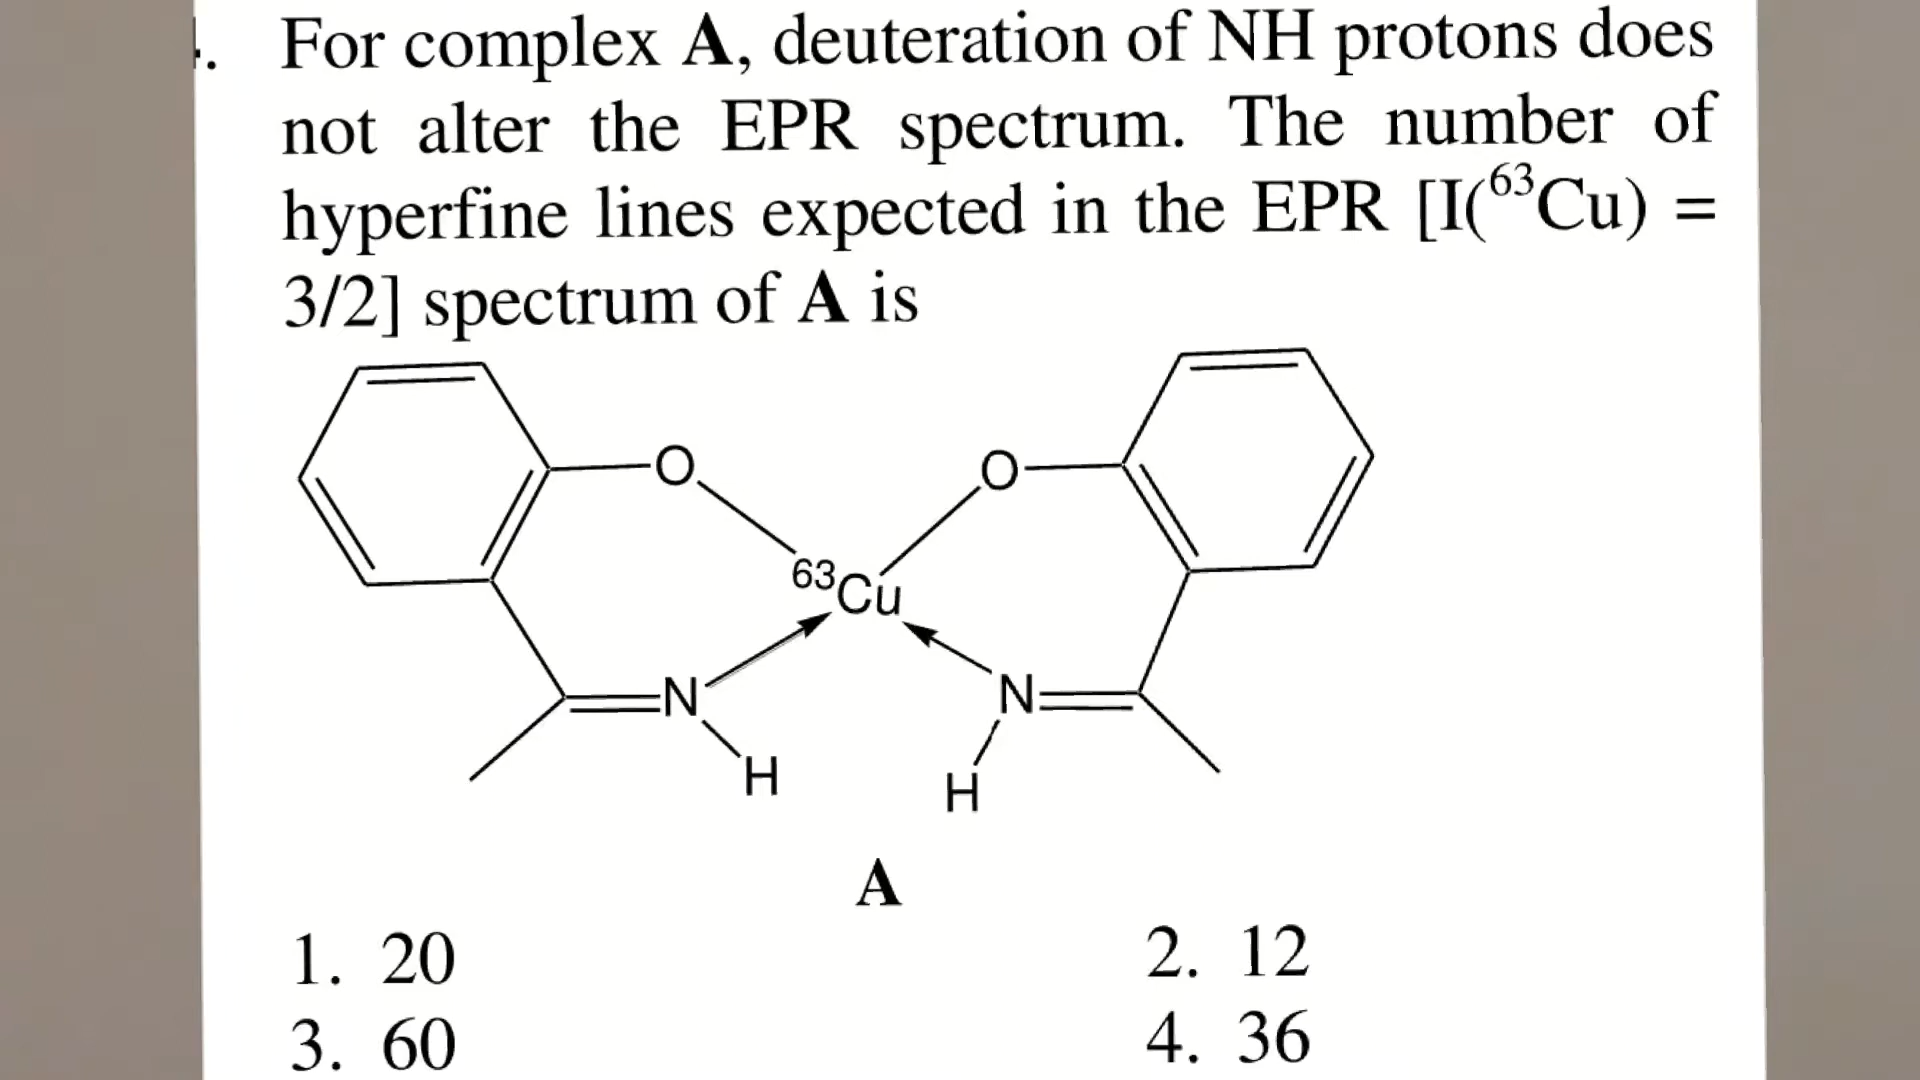 . For complex A, deuteration of NH protons does
not alter the EPR spectrum. The number of
hyperfine lines expected in the EPR [I(⁶³Cu) =
3/2] spectrum of A is
O O
⁶³Cu
N N
H H
A
1. 20 2. 12
3. 60 4. 36